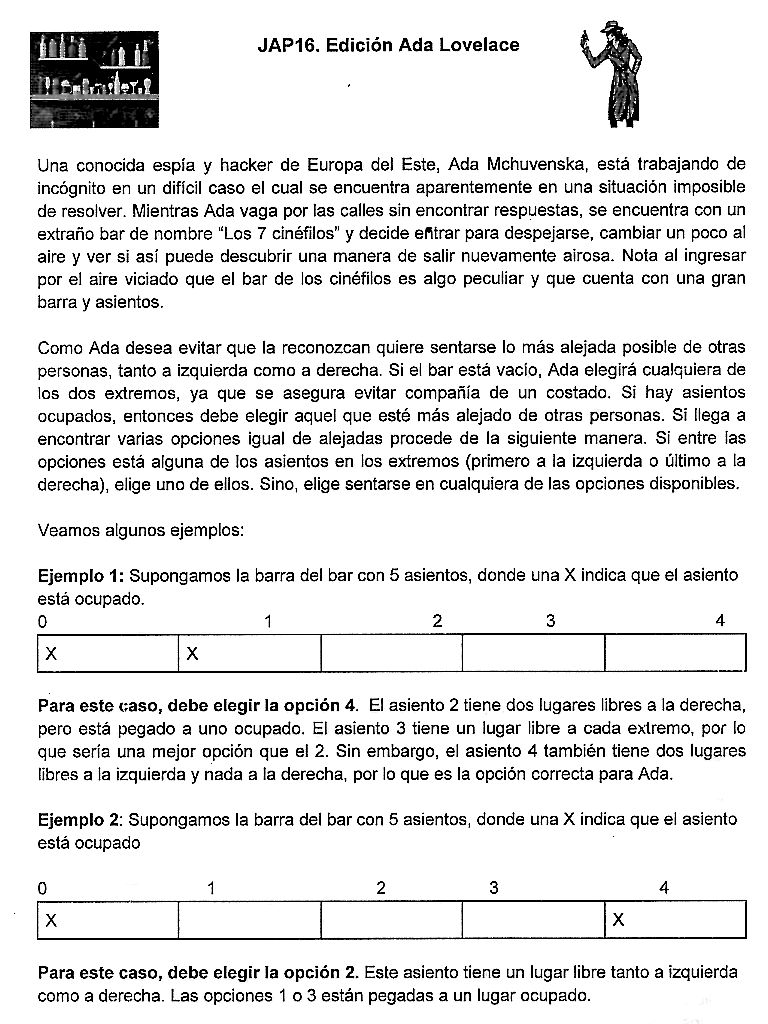 JAP16. Edición Ada Lovelace
Una conocida espía y hacker de Europa del Este, Ada Mchuvenska, está trabajando de
incógnito en un difícil caso el cual se encuentra aparentemente en una situación imposible
de resolver. Mientras Ada vaga por las calles sin encontrar respuestas, se encuentra con un
extraño bar de nombre “Los 7 cinéfilos” y decide entrar para despejarse, cambiar un poco al
aire y ver si así puede descubrir una manera de salir nuevamente airosa. Nota al ingresar
por el aire viciado que el bar de los cinéfilos es algo peculiar y que cuenta con una gran
barra y asientos.
Como Ada desea evitar que la reconozcan quiere sentarse lo más alejada posible de otras
personas, tanto a izquierda como a derecha. Si el bar está vacío, Ada elegirá cualquiera de
los dos extremos, ya que se asegura evitar compañía de un costado. Si hay asientos
ocupados, entonces debe elegir aquel que esté más alejado de otras personas. Si llega a
encontrar varias opciones igual de alejadas procede de la siguiente manera. Si entre las
opciones está alguna de los asientos en los extremos (primero a la izquierda o último a la
derecha), elige uno de ellos. Sino, elige sentarse en cualquiera de las opciones disponibles.
Veamos algunos ejemplos:
Ejemplo 1: Supongamos la barra del bar con 5 asientos, donde una X indica que el asiento
está ocupado.
0 1 2 3 4
X X
Para este caso, debe elegir la opción 4. El asiento 2 tiene dos lugares libres a la derecha,
pero está pegado a uno ocupado. El asiento 3 tiene un lugar libre a cada extremo, por lo
que sería una mejor opción que el 2. Sin embargo, el asiento 4 también tiene dos lugares
libres a la izquierda y nada a la derecha, por lo que es la opción correcta para Ada.
Ejemplo 2: Supongamos la barra del bar con 5 asientos, donde una X indica que el asiento
está ocupado
0 1 2 3 4
X X
Para este caso, debe elegir la opción 2. Este asiento tiene un lugar libre tanto a izquierda
como a derecha. Las opciones 1 o 3 están pegadas a un lugar ocupado.